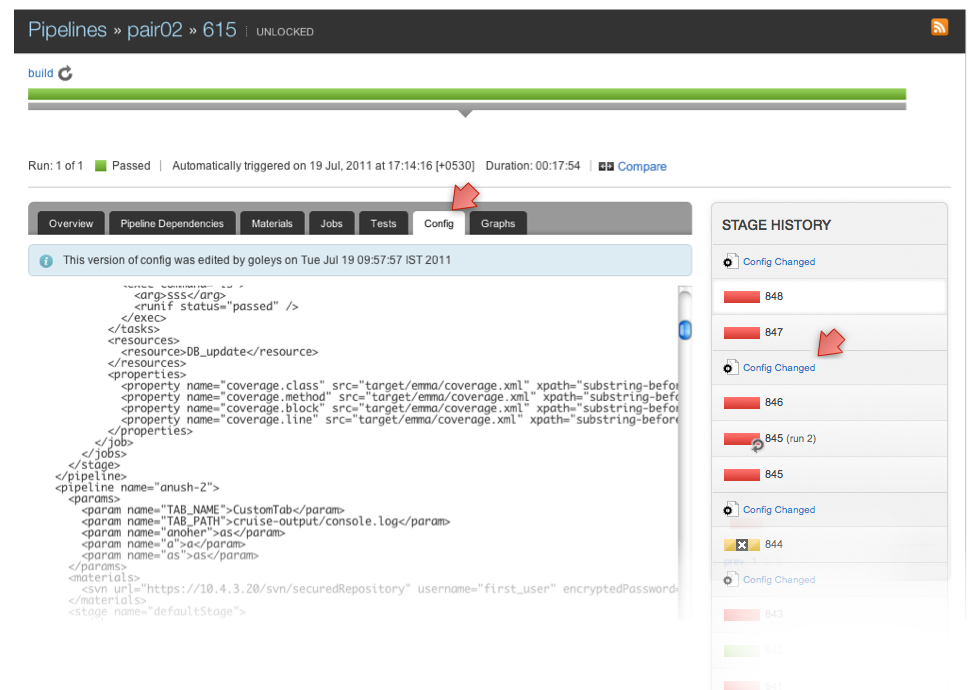 Pipelines » pair02 » 615 UNLOCKED
build
Run: 1 of 1 Passed Automatically triggered on 19 Jul, 2011 at 17:14:16 [+0530] Duration: 00:17:54 Compare
Overview Pipeline Dependencies Materials Jobs Tests Config Graphs
This version of config was edited by goleys on Tue Jul 19 09:57:57 IST 2011
<arg>sss</arg>
<runif status="passed" />
</exec>
</tasks>
<resources>
<resource>DB_update</resource>
</resources>
<properties>
<property name="coverage.class" src="target/emma/coverage.xml" xpath="substring-befor
<property name="coverage.method" src="target/emma/coverage.xml" xpath="substring-befo
<property name="coverage.block" src="target/emma/coverage.xml" xpath="substring-befor
<property name="coverage.line" src="target/emma/coverage.xml" xpath="substring-before
</properties>
</job>
</jobs>
</stage>
</pipeline>
<pipeline name="anush-2">
<params>
<param name="TAB_NAME">CustomTab</param>
<param name="TAB_PATH">cruise-output/console.log</param>
<param name="anoher">as</param>
<param name="a">a</param>
<param name="as">as</param>
</params>
<materials>
<svn url="https://10.4.3.20/svn/securedRepository" username="first_user" encryptedPassword=
</materials>
<stage name="defaultStage">
STAGE HISTORY
Config Changed
848
847
Config Changed
846
845 (run 2)
845
Config Changed
844
Config Changed
843
842
841